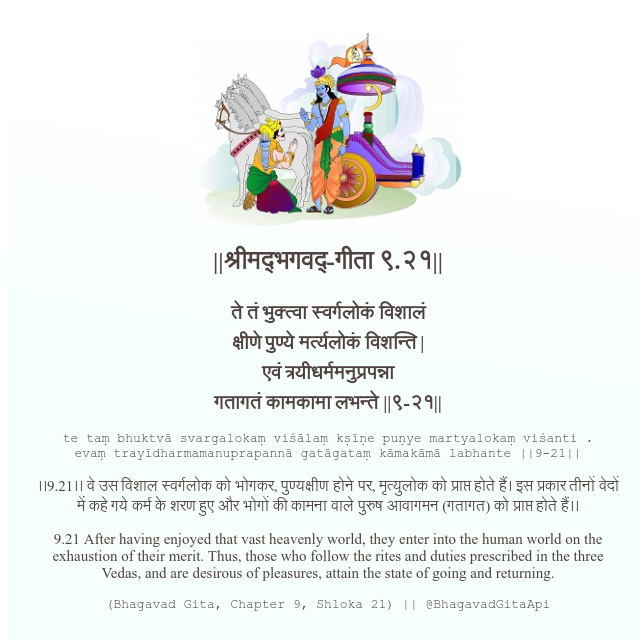 ||श्रीमद्‍भगवद्‍-गीता ९.२१||
ते तं भुक्त्वा स्वर्गलोकं विशालं
क्षीणे पुण्ये मर्त्यलोकं विशन्ति |
एवं त्रयीधर्ममनुप्रपन्ना
गतागतं कामकामा लभन्ते ||९-२१||
te taṃ bhuktvā svargalokaṃ viśālaṃ kṣīṇe puṇye martyalokaṃ viśanti .
evaṃ trayīdharmamanuprapannā gatāgataṃ kāmakāmā labhante ||9-21||
।।9.21।। वे उस विशाल स्वर्गलोक को भोगकर, पुण्यक्षीण होने पर, मृत्युलोक को प्राप्त होते हैं। इस प्रकार तीनों वेदों
में कहे गये कर्म के शरण हुए और भोगों की कामना वाले पुरुष आवागमन (गतागत) को प्राप्त होते हैं।।
9.21 After having enjoyed that vast heavenly world, they enter into the human world on the
exhaustion of their merit. Thus, those who follow the rites and duties prescribed in the three
Vedas, and are desirous of pleasures, attain the state of going and returning.
(Bhagavad Gita, Chapter 9, Shloka 21) || @BhagavadGitaApi